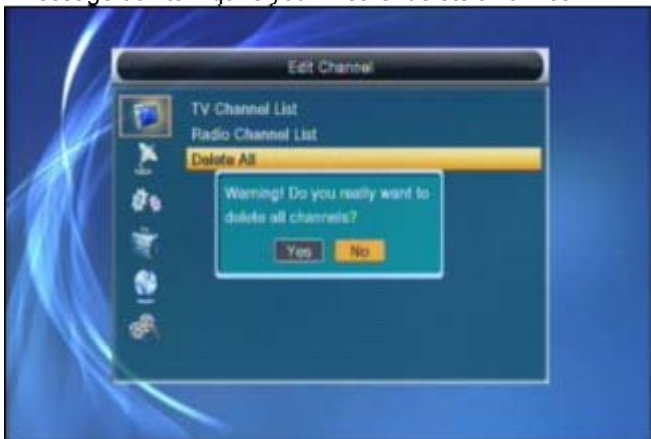 Edit Channel
TV Channel List
Radio Channel List
Delete All
Warning! Do you really want to
delete all channels?
Yes No